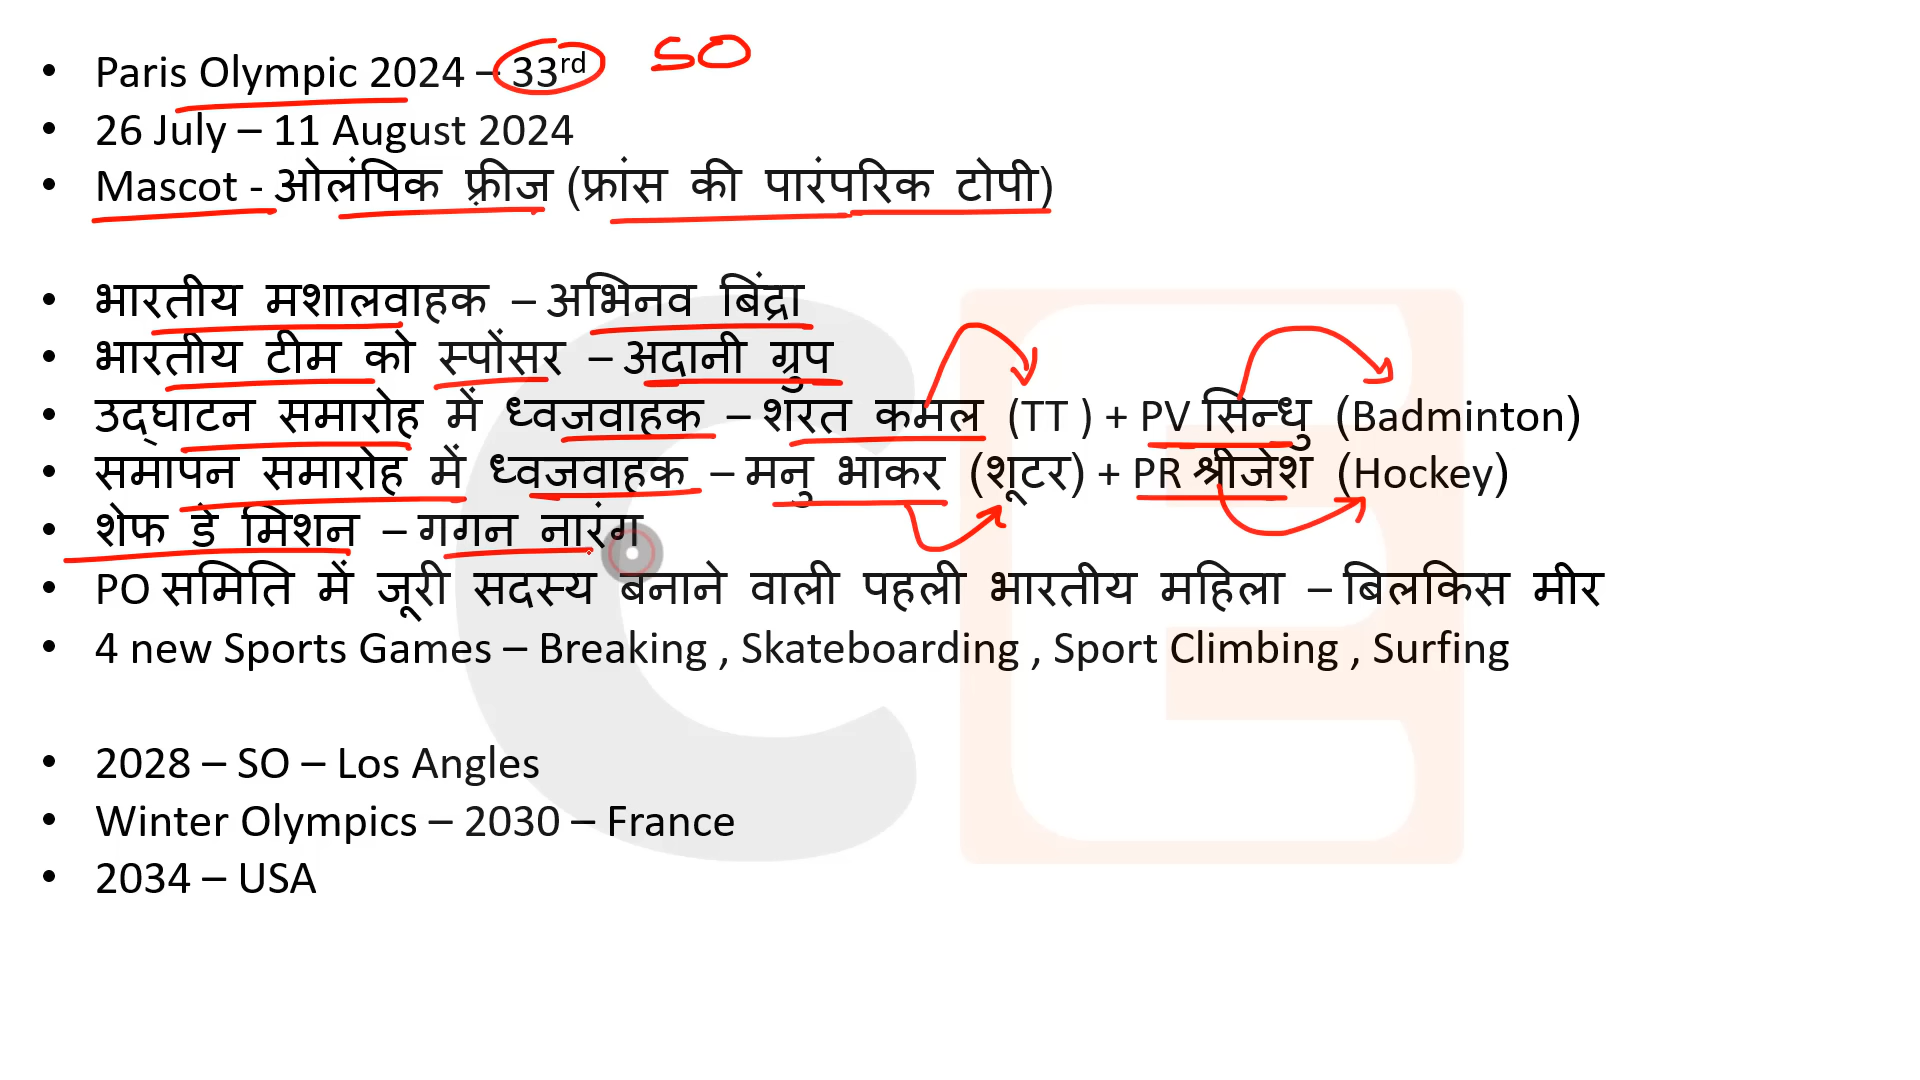 Paris Olympic 2024 – 33rd SO
26 July – 11 August 2024
Mascot - ओलंपिक फ़्रीज (फ्रांस की पारंपरिक टोपी)
भारतीय मशालवाहक – अभिनव बिंद्रा
भारतीय टीम को स्पोंसर – अदानी ग्रुप
उद्घाटन समारोह में ध्वजवाहक – शरत कमल (TT ) + PV सिन्धु (Badminton)
समापन समारोह में ध्वजवाहक – मनु भाकर (शूटर) + PR श्रीजेश (Hockey)
शेफ डे मिशन – गगन नारंग
PO समिति में जूरी सदस्य बनाने वाली पहली भारतीय महिला – बिलकिस मीर
4 new Sports Games – Breaking , Skateboarding , Sport Climbing , Surfing
2028 – SO – Los Angles
Winter Olympics – 2030 – France
2034 – USA